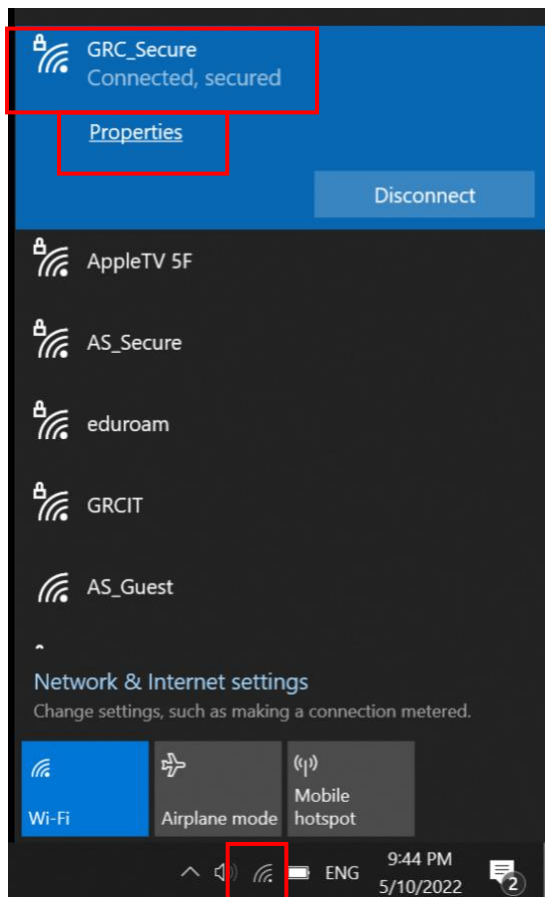 GRC_Secure
Connected, secured
Properties
Disconnect
AppleTV 5F
AS_Secure
eduroam
GRCIT
AS_Guest
Network & Internet settings
Change settings, such as making a connection metered.
Wi-Fi
Airplane mode
Mobile
hotspot
ENG
9:44 PM
5/10/2022
2